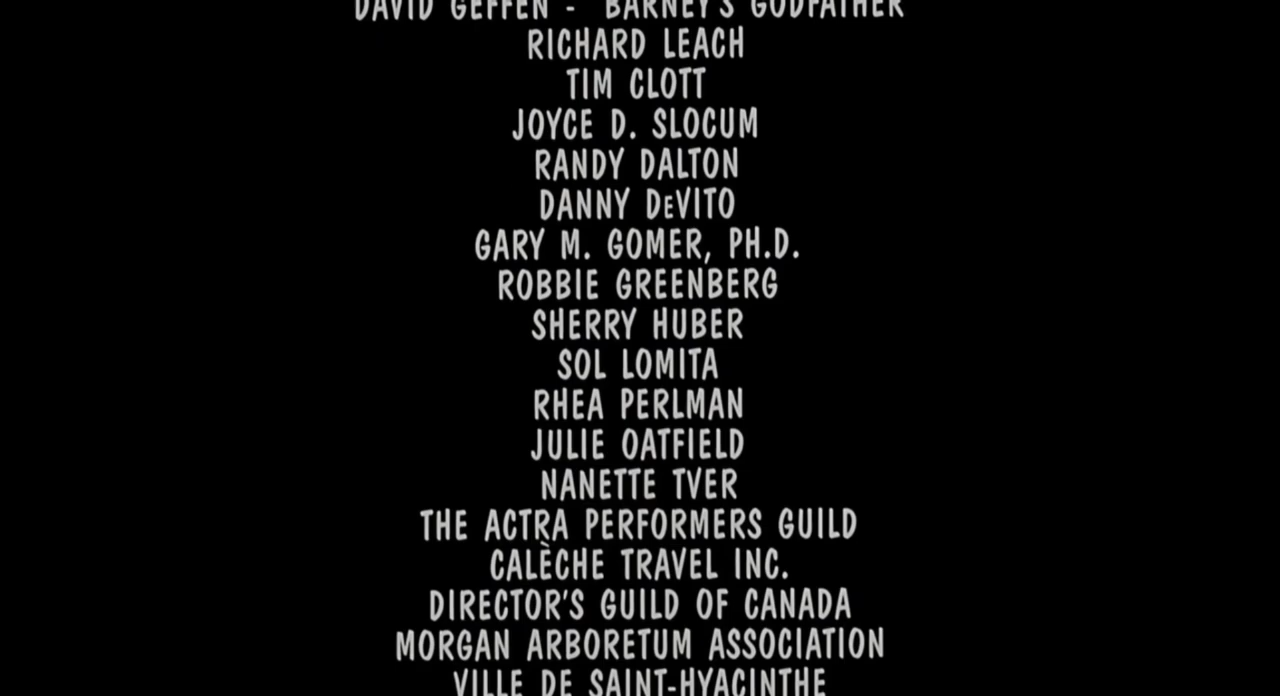 DAVID GEFFEN - "BARNEY'S GODFATHER"
RICHARD LEACH
TIM CLOTT
JOYCE D. SLOCUM
RANDY DALTON
DANNY DeVITO
GARY M. GOMER, PH.D.
ROBBIE GREENBERG
SHERRY HUBER
SOL LOMITA
RHEA PERLMAN
JULIE OATFIELD
NANETTE TVER
THE ACTRA PERFORMERS GUILD
CALÈCHE TRAVEL INC.
DIRECTOR'S GUILD OF CANADA
MORGAN ARBORETUM ASSOCIATION
VILLE DE SAINT-HYACINTHE